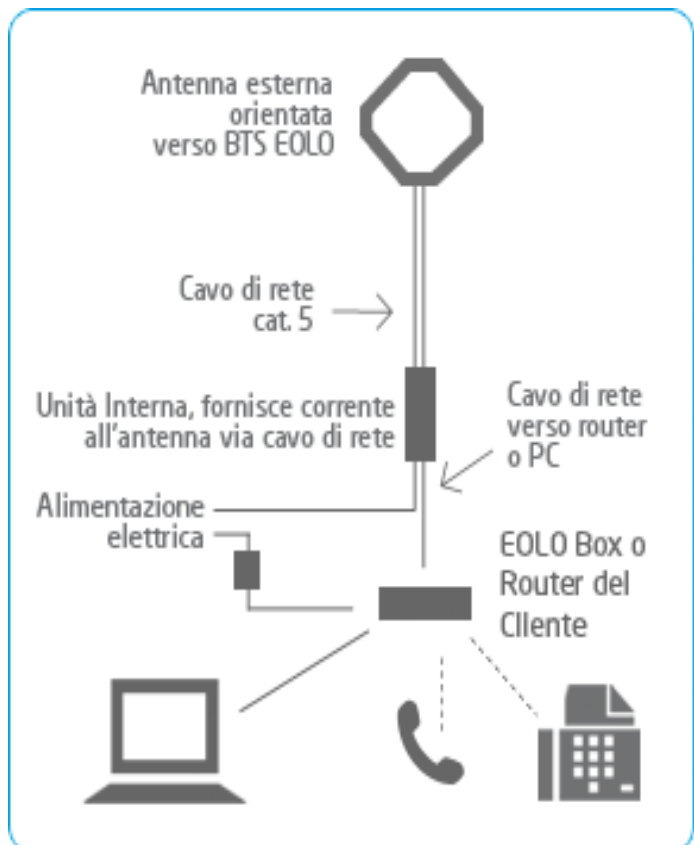 Antenna esterna
orientata
verso BTS EOLO
Cavo di rete
cat. 5
Unità Interna, fornisce corrente
all'antenna via cavo di rete
Cavo di rete
verso router
o PC
Alimentazione
elettrica
EOLO Box o
Router del
Cllente